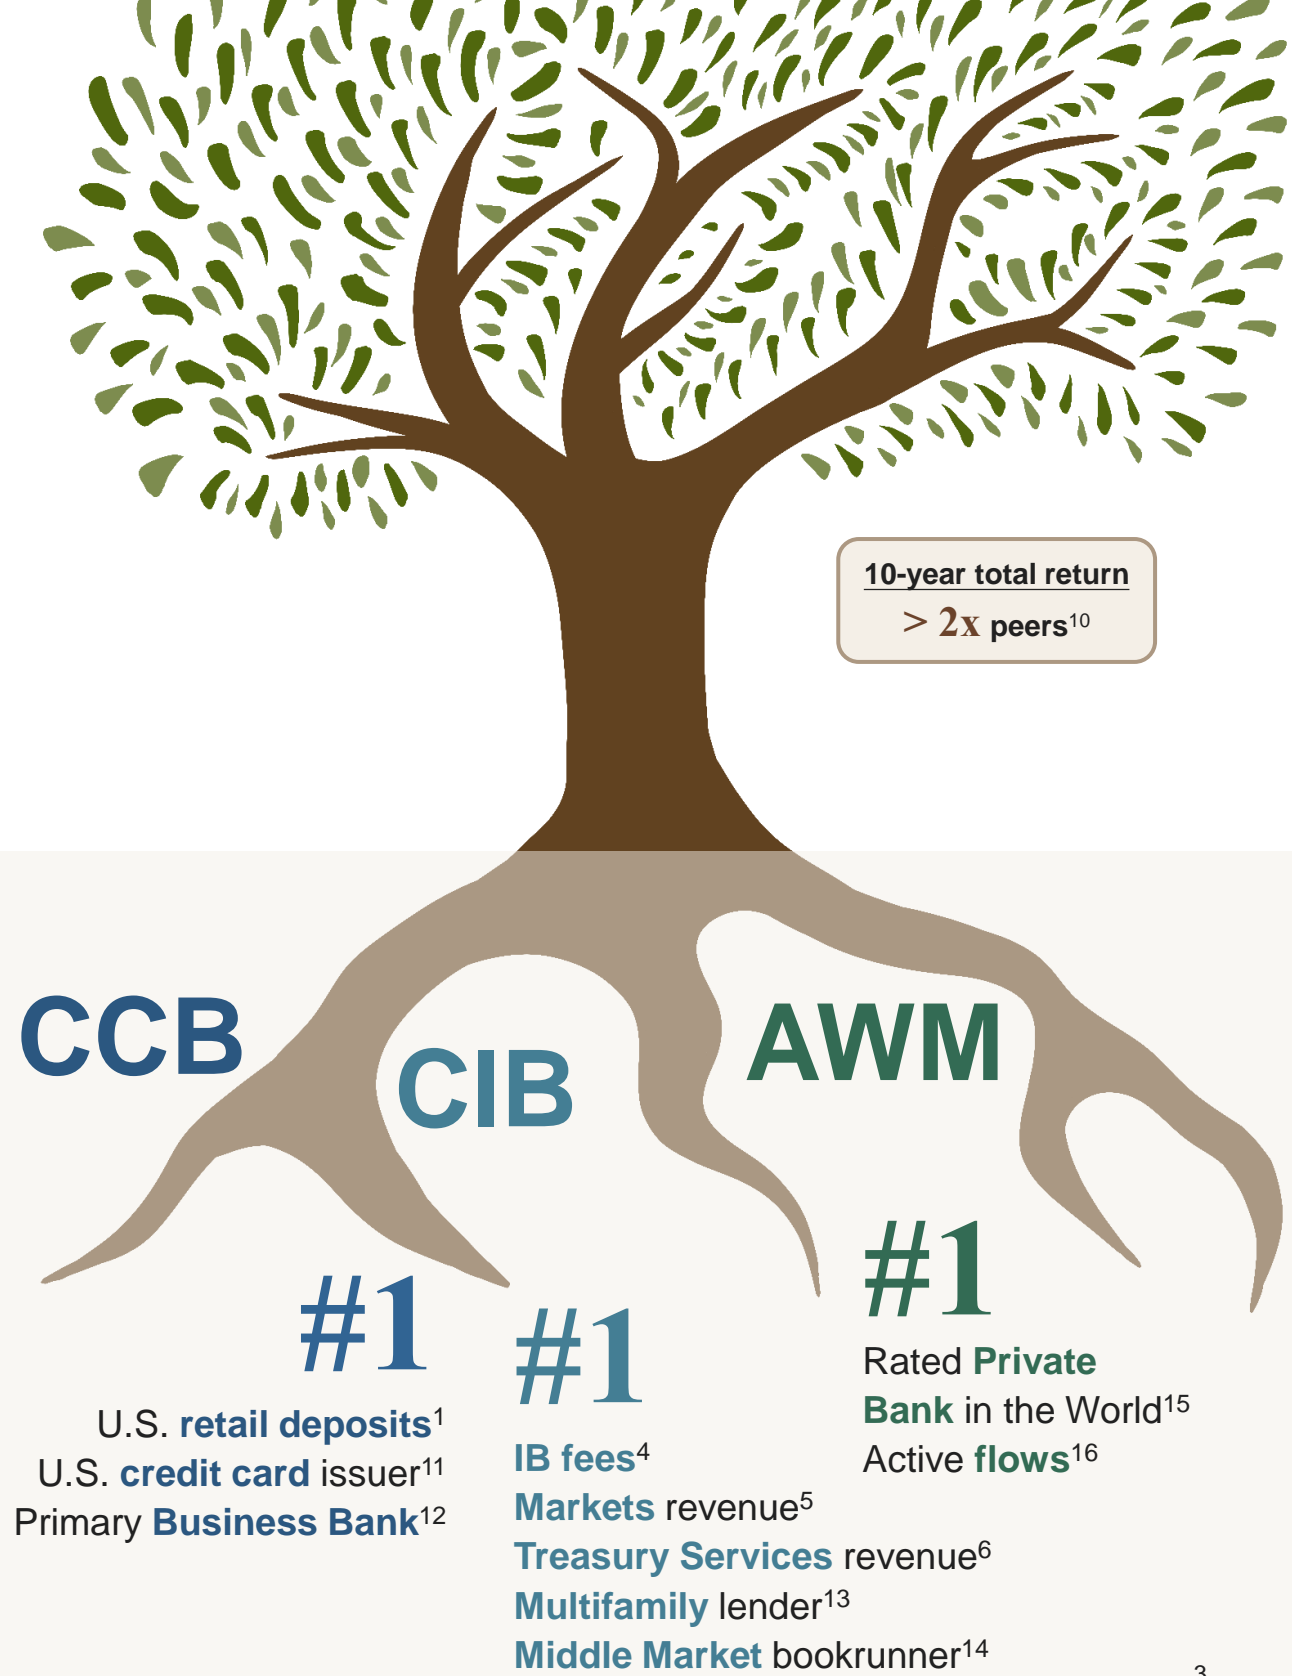 10-year total return
> 2x peers10
CCB
CIB
AWM
#1
U.S. retail deposits1
U.S. credit card issuer11
Primary Business Bank12
#1
IB fees4
Markets revenue5
Treasury Services revenue6
Multifamily lender13
Middle Market bookrunner14
#1
Rated Private
Bank in the World15
Active flows16
3